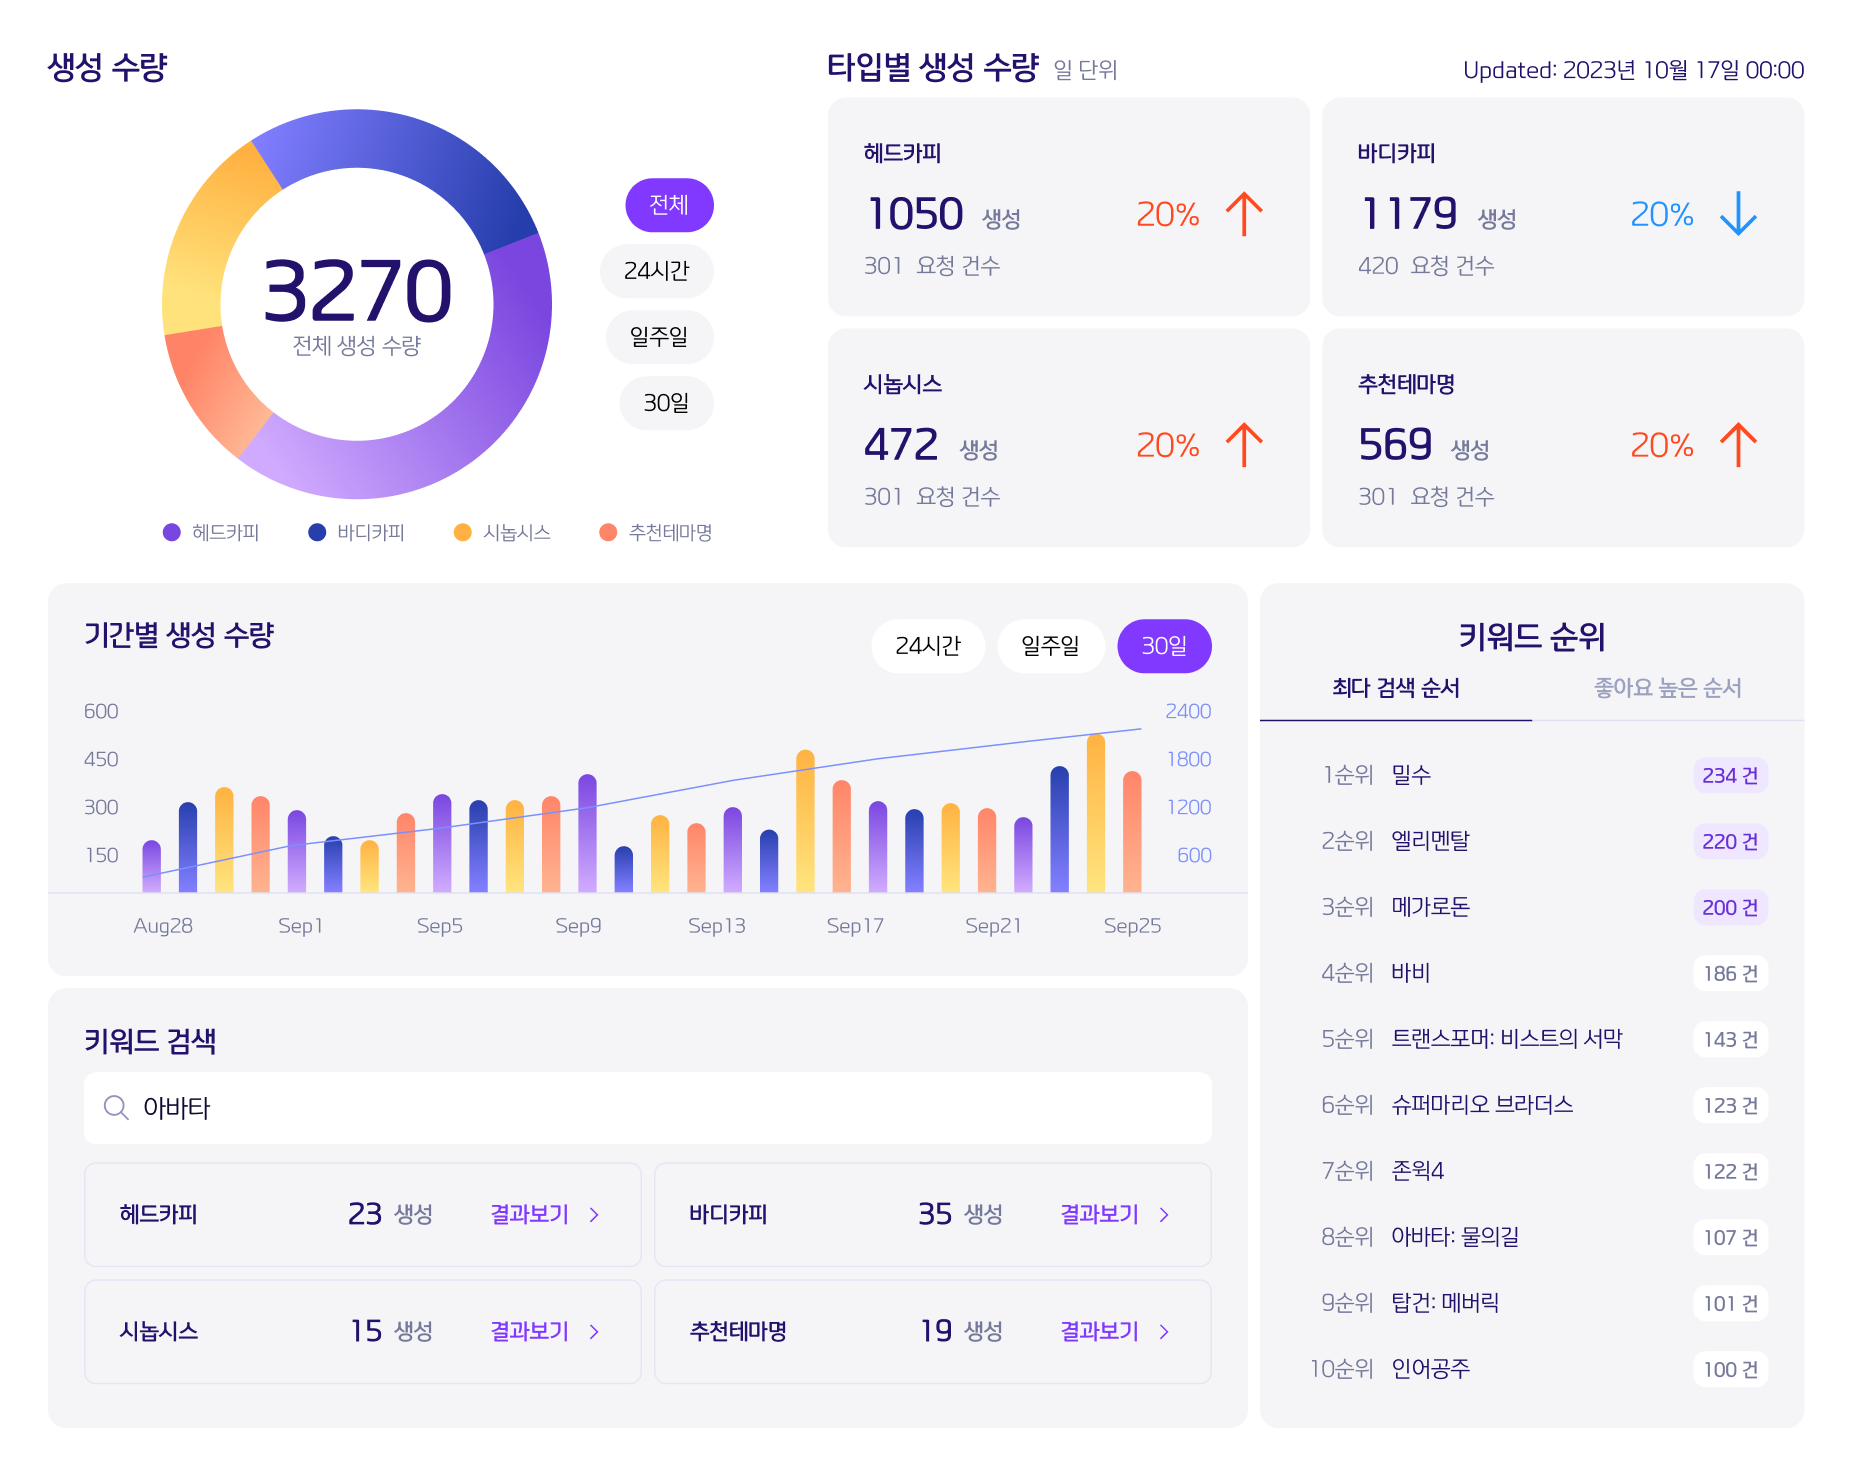 생성 수량
3270
전체 생성 수량
전체
24시간
일주일
30일
헤드카피
바디카피
시놉시스
추천테마명
타입별 생성 수량 일 단위
Updated: 2023년 10월 17일 00:00
헤드카피
1050 생성 20%
301 요청 건수
바디카피
1179 생성 20%
420 요청 건수
시놉시스
472 생성 20%
301 요청 건수
추천테마명
569 생성 20%
301 요청 건수
기간별 생성 수량
24시간 일주일 30일
600
450
300
150
2400
1800
1200
600
Aug28 Sep1 Sep5 Sep9 Sep13 Sep17 Sep21 Sep25
키워드 검색
아바타
헤드카피 23 생성 결과보기
바디카피 35 생성 결과보기
시놉시스 15 생성 결과보기
추천테마명 19 생성 결과보기
키워드 순위
최다 검색 순서 좋아요 높은 순서
1순위 밀수 234 건
2순위 엘리멘탈 220 건
3순위 메가로돈 200 건
4순위 바비 186 건
5순위 트랜스포머: 비스트의 서막 143 건
6순위 슈퍼마리오 브라더스 123 건
7순위 존윅4 122 건
8순위 아바타: 물의길 107 건
9순위 탑건: 메버릭 101 건
10순위 인어공주 100 건